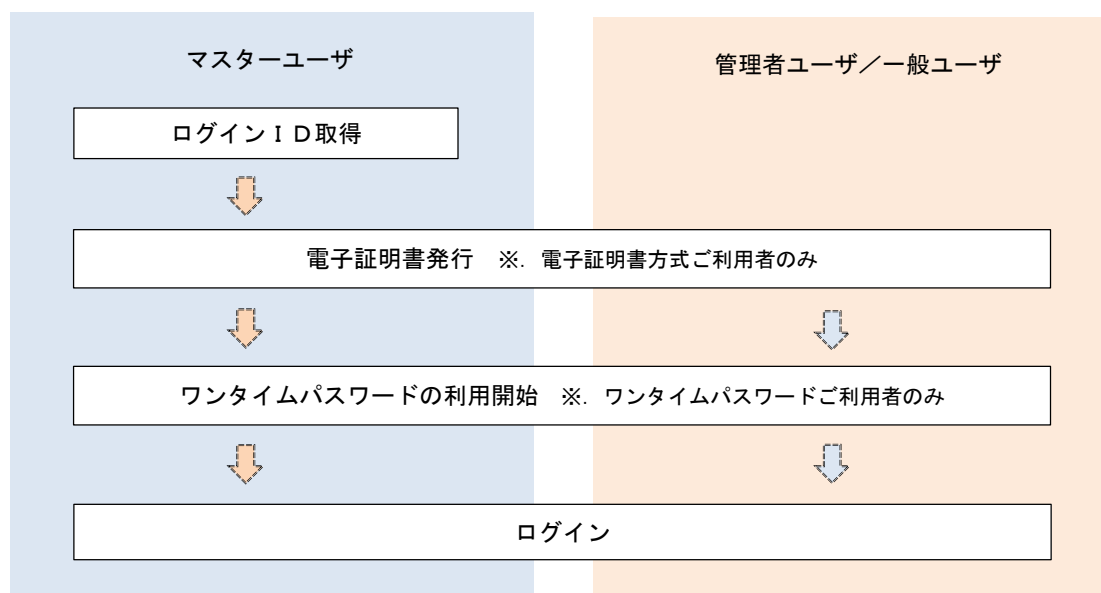 マスターユーザ
管理者ユーザ／一般ユーザ
ログインＩＤ取得
電子証明書発行　※.　電子証明書方式ご利用者のみ
ワンタイムパスワードの利用開始　※.　ワンタイムパスワードご利用者のみ
ログイン